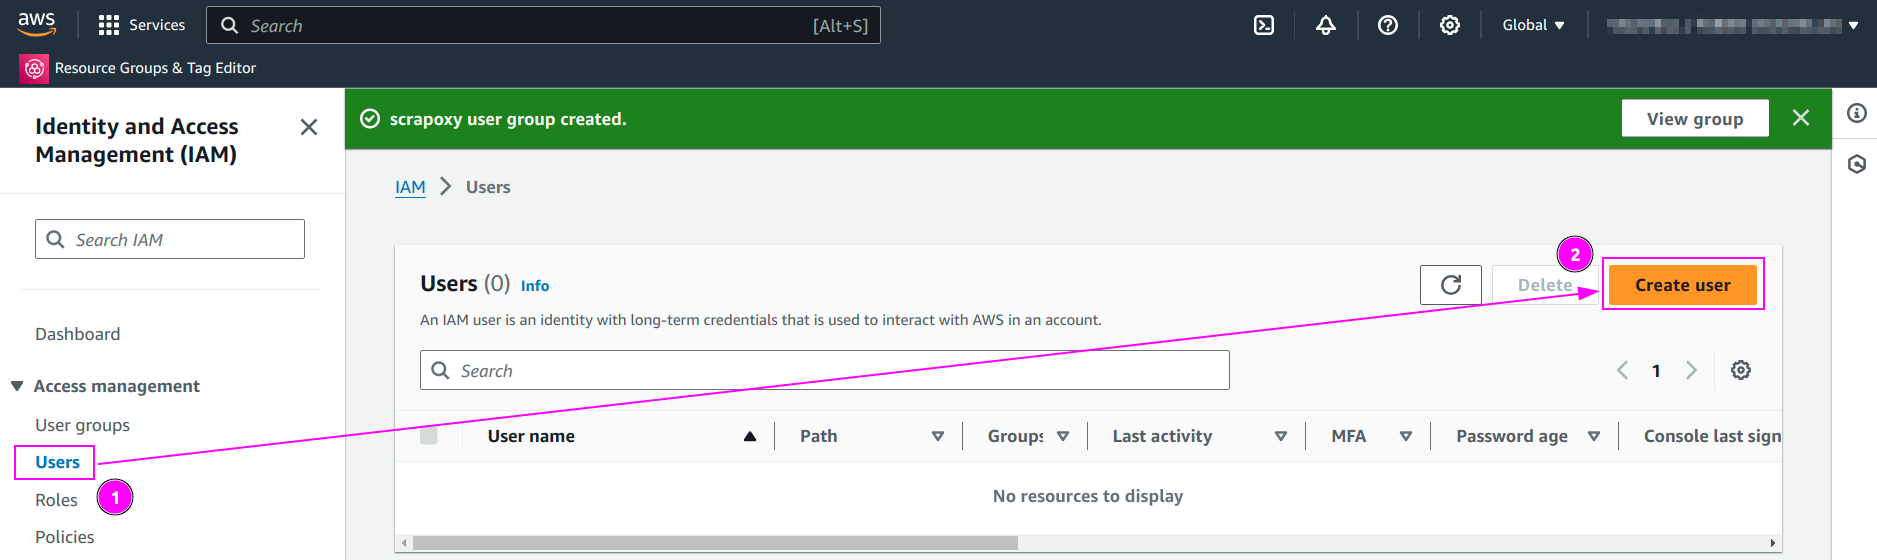 aws
Services
Search
[Alt+S]
Global
Resource Groups & Tag Editor
Identity and Access
Management (IAM)
Search IAM
Dashboard
Access management
User groups
Users
Roles
1
Policies
scrapoxy user group created.
View group
IAM
Users
2
Users (0) Info
Delete
Create user
An IAM user is an identity with long-term credentials that is used to interact with AWS in an account.
Search
1
User name
Path
Groups
Last activity
MFA
Password age
Console last sign
No resources to display